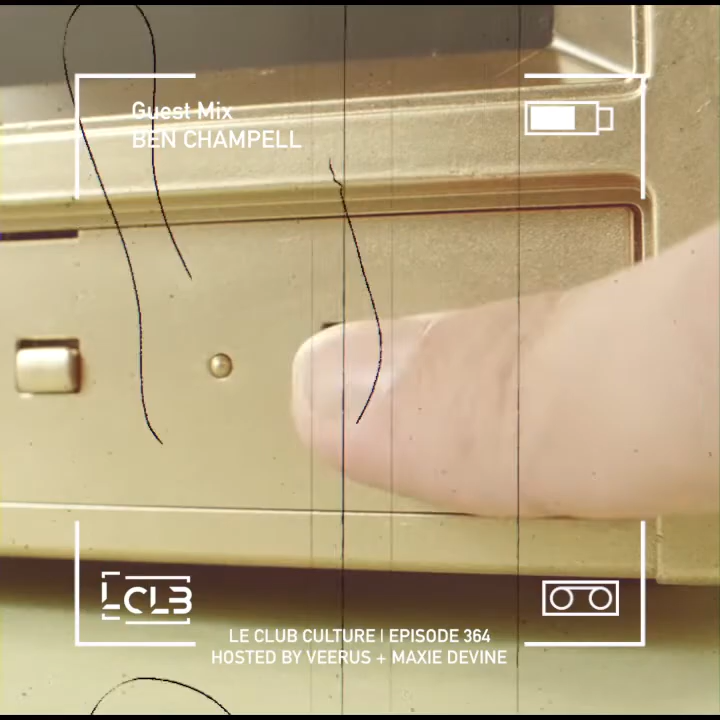 Guest Mix
BEN CHAMPELL
LCLB
LE CLUB CULTURE | EPISODE 364
HOSTED BY VEERUS + MAXIE DEVINE